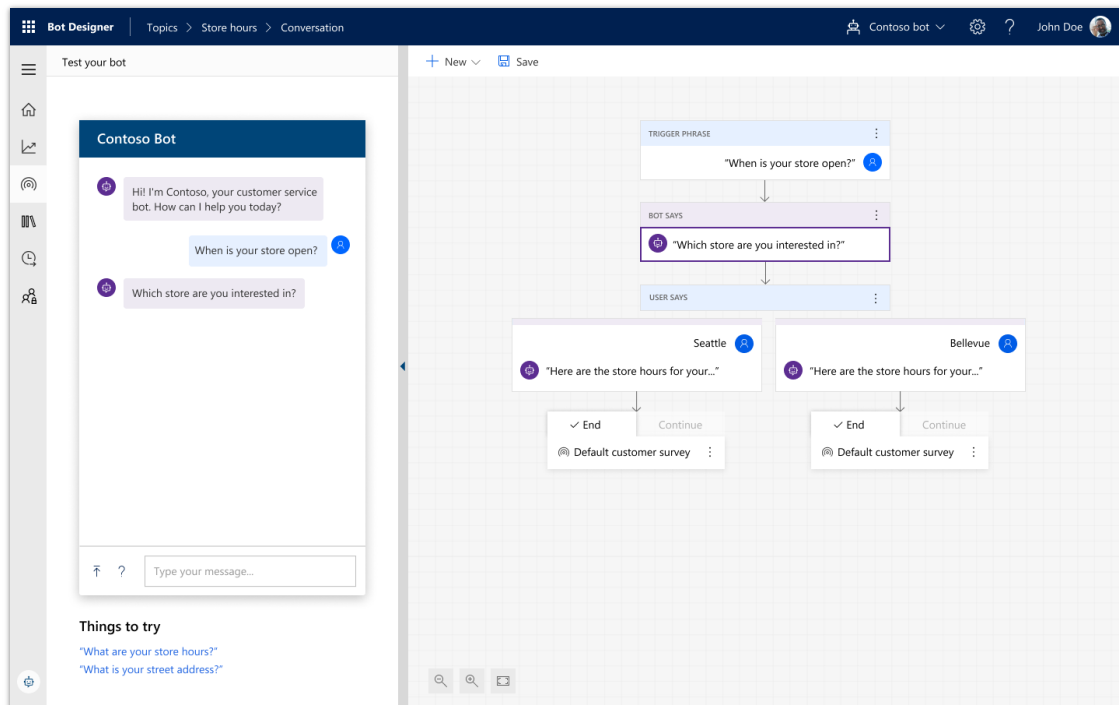 Bot Designer
Topics > Store hours > Conversation
Contoso bot
?
John Doe
Test your bot
New
Save
Contoso Bot
Hi! I'm Contoso, your customer service
bot. How can I help you today?
When is your store open?
Which store are you interested in?
?
Type your message...
Things to try
"What are your store hours?"
"What is your street address?"
TRIGGER PHRASE
"When is your store open?"
BOT SAYS
"Which store are you interested in?"
USER SAYS
Seattle
"Here are the store hours for your..."
Bellevue
"Here are the store hours for your..."
End
Continue
Default customer survey
End
Continue
Default customer survey